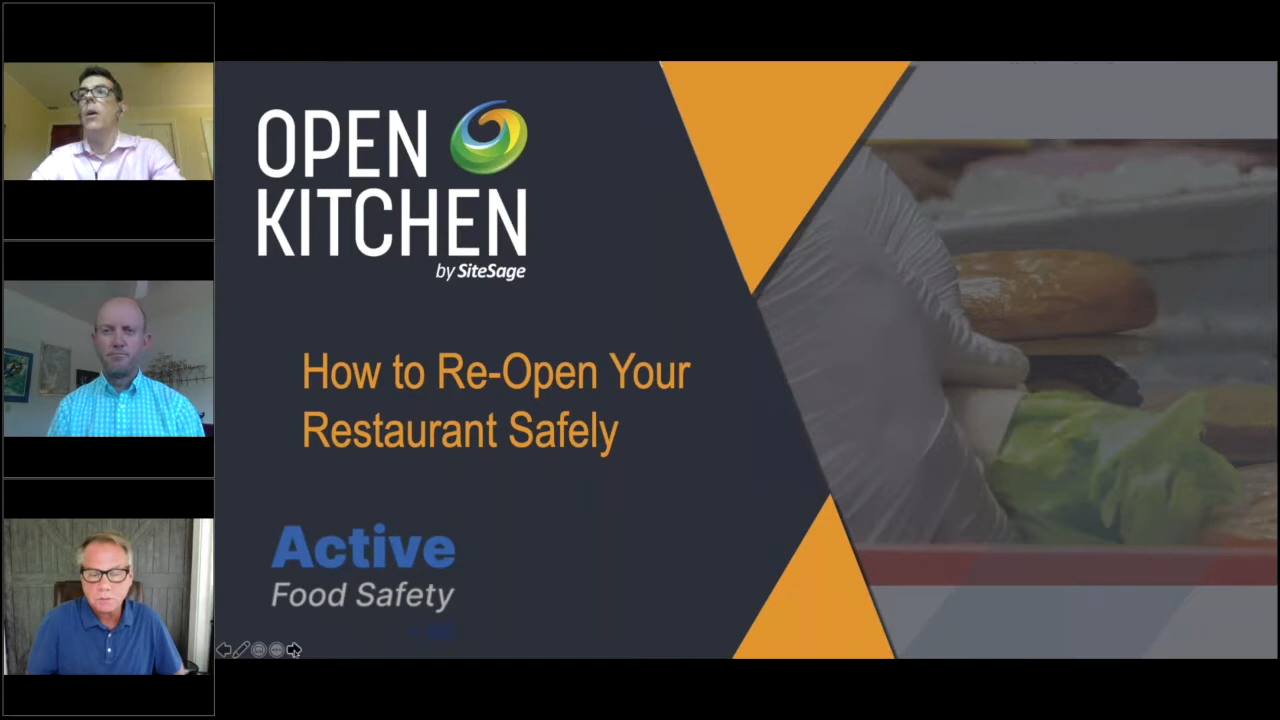 OPEN
KITCHEN
by SiteSage
How to Re-Open Your
Restaurant Safely
Active
Food Safety